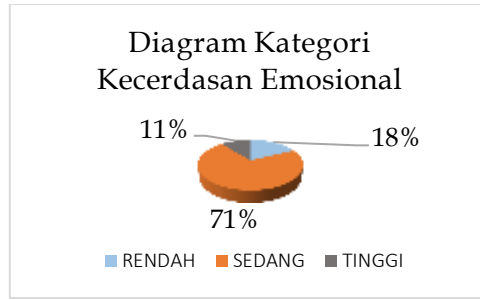 Diagram Kategori
Kecerdasan Emosional
11%
18%
71%
RENDAH SEDANG TINGGI